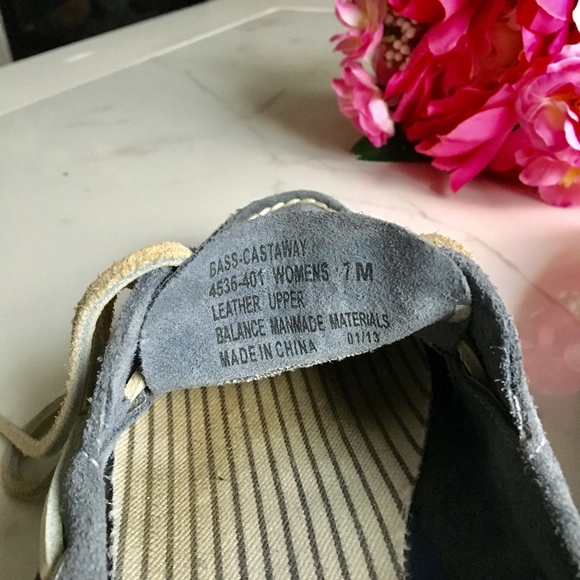 BASS-CASTAWAY
4536-401 WOMENS 7 M
LEATHER UPPER
BALANCE MANMADE MATERIALS
MADE IN CHINA 01/13